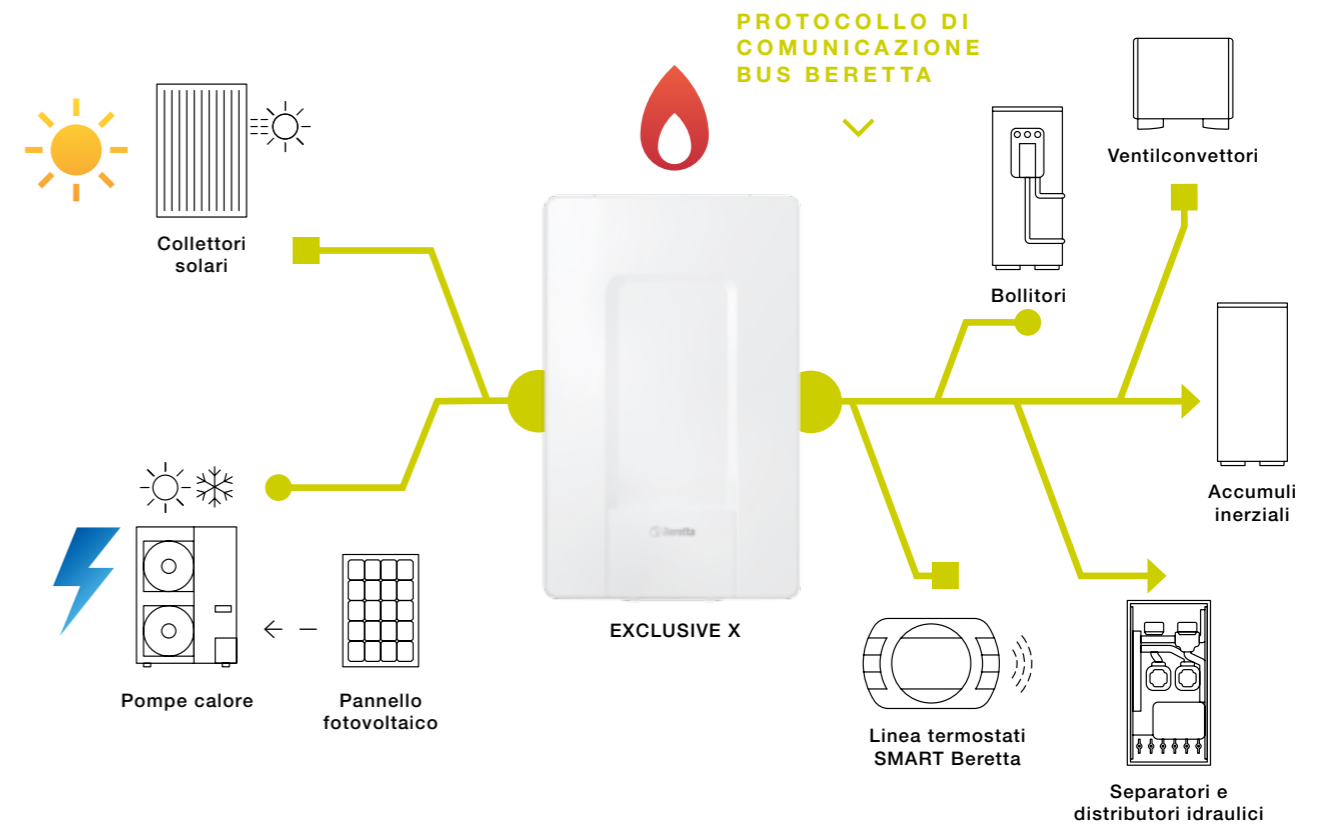 PROTOCOLLO DI
COMUNICAZIONE
BUS BERETTA
Ventilconvettori
Collettori
solari
Bollitori
Accumuli
inerziali
Beretta
EXCLUSIVE X
Pompe calore
Pannello
fotovoltaico
Linea termostati
SMART Beretta
Separatori e
distributori idraulici